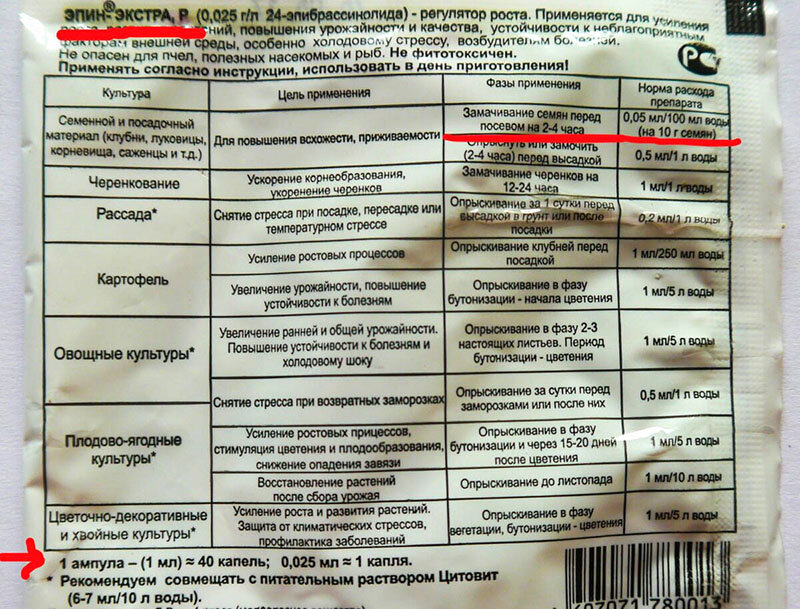 ЭПИН-®ЭКСТРА, Р (0,025 г/л 24-эпибрассинолида) - регулятор роста. Применяется для усиления
повышения урожайности и качества, устойчивости к неблагоприятным
факторам внешней среды, особенно холодовому стрессу, возбудителям болезней.
Не опасен для пчел, полезных насекомых и рыб. Не фитотоксичен.
Применять согласно инструкции, использовать в день приготовления!
РС
Культура Цель применения Фазы применения Норма расхода
препарата
Семенной и посадочный
материал (клубни, луковицы,
корневища, саженцы и т.д.)
Для повышения всхожести, приживаемости
Замачивание семян перед
посевом на 2-4 часа
0,05 мл/100 мл воды
(на 10 г семян)
Опрыснуть или замочить
(2-4 часа) перед высадкой
0,5 мл/1 л воды
Черенкование
Ускорение корнеобразования,
укоренение черенков
Замачивание черенков на
12-24 часа
1 мл/1 л воды
Рассада*
Снятие стресса при посадке, пересадке или
температурном стрессе
Опрыскивание за 1 сутки перед
высадкой в грунт или после
посадки
0,2 мл/1 л воды
Картофель
Усиление ростовых процессов
Опрыскивание клубней перед
посадкой
1 мл/250 мл воды
Увеличение урожайности, повышение
устойчивости к болезням
Опрыскивание в фазу
бутонизации - начала цветения
1 мл/5 л воды
Овощные культуры*
Увеличение ранней и общей урожайности.
Повышение устойчивости к болезням и
холодовому шоку
Опрыскивание в фазу 2-3
настоящих листьев. Период
бутонизации - цветения
1 мл/5 л воды
Снятие стресса при возвратных заморозках
Опрыскивание за сутки перед
заморозками или после них
0,5 мл/1 л воды
Плодово-ягодные
культуры*
Усиление ростовых прицессов,
стимуляция цветения и плодообразования,
снижение опадения завязи
Опрыскивание в фазу
бутонизации и через 15-20 дней
после цветения
1 мл/5 л воды
Восстановление растений
после сбора урожая
Опрыскивание до листопада
1 мл/10 л воды
Цветочно-декоративные
и хвойные культуры*
Усиление роста и развития растений.
Защита от климатических стрессов,
профилактика заболеваний
Опрыскивание в фазу
вегетации, бутонизации - цветения
1 мл/5 л воды
1 ампула – (1 мл) ≈ 40 капель; 0,025 мл ≈ 1 капля.
* Рекомендуем совмещать с питательным раствором Цитовит
(6-7 мл/10 л воды).